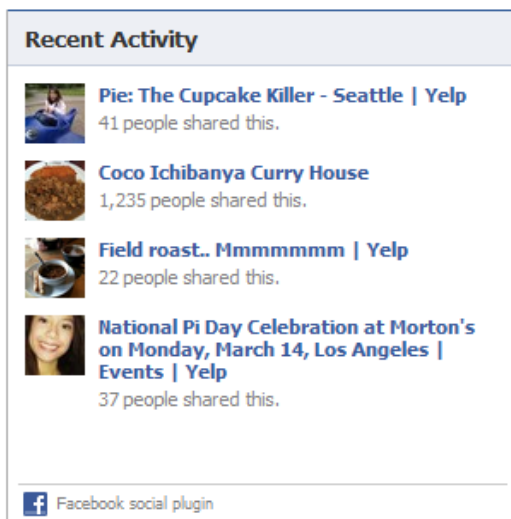 Recent Activity
Pie: The Cupcake Killer - Seattle | Yelp
41 people shared this.
Coco Ichibanya Curry House
1,235 people shared this.
Field roast.. Mmmmmmm | Yelp
22 people shared this.
National Pi Day Celebration at Morton's
on Monday, March 14, Los Angeles |
Events | Yelp
37 people shared this.
f Facebook social plugin